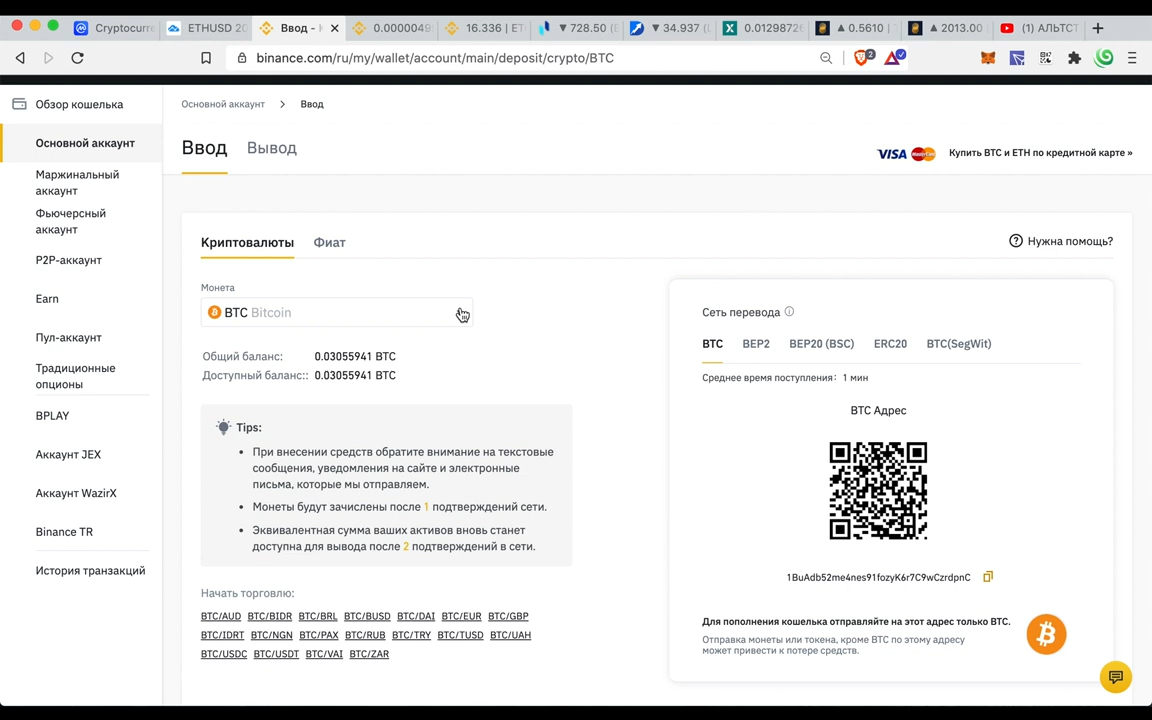 Cryptocurre
ETHUSD 20
Ввод -
0.0000049
16.336 | ET
▼ 728.50 (E
▼ 34.937 (L
0.0129872
▲ 0.5610 |
▲ 2013.00
(1) АЛЬТСТ
binance.com/ru/my/wallet/account/main/deposit/crypto/BTC
2
Обзор кошелька
Основной аккаунт
Маржинальный
аккаунт
Фьючерсный
аккаунт
P2P-аккаунт
Earn
Пул-аккаунт
Традиционные
опционы
BPLAY
Аккаунт JEX
Аккаунт WazirX
Binance TR
История транзакций
Основной аккаунт > Ввод
Ввод Вывод
VISA MasterCard Купить BTC и ETH по кредитной карте »
Криптовалюты Фиат
? Нужна помощь?
Монета
BTC Bitcoin
Общий баланс: 0.03055941 BTC
Доступный баланс:: 0.03055941 BTC
Tips:
• При внесении средств обратите внимание на текстовые
сообщения, уведомления на сайте и электронные
письма, которые мы отправляем.
• Монеты будут зачислены после 1 подтверждений сети.
• Эквивалентная сумма ваших активов вновь станет
доступна для вывода после 2 подтверждений в сети.
Начать торговлю:
BTC/AUD BTC/BIDR BTC/BRL BTC/BUSD BTC/DAI BTC/EUR BTC/GBP
BTC/IDRT BTC/NGN BTC/PAX BTC/RUB BTC/TRY BTC/TUSD BTC/UAH
BTC/USDC BTC/USDT BTC/VAI BTC/ZAR
Сеть перевода
BTC BEP2 BEP20 (BSC) ERC20 BTC(SegWit)
Среднее время поступления: 1 мин
BTC Адрес
1BuAdb52me4nes91fozyK6r7C9wCzrdpnC
Для пополнения кошелька отправляйте на этот адрес только BTC.
Отправка монеты или токена, кроме BTC по этому адресу
может привести к потере средств.